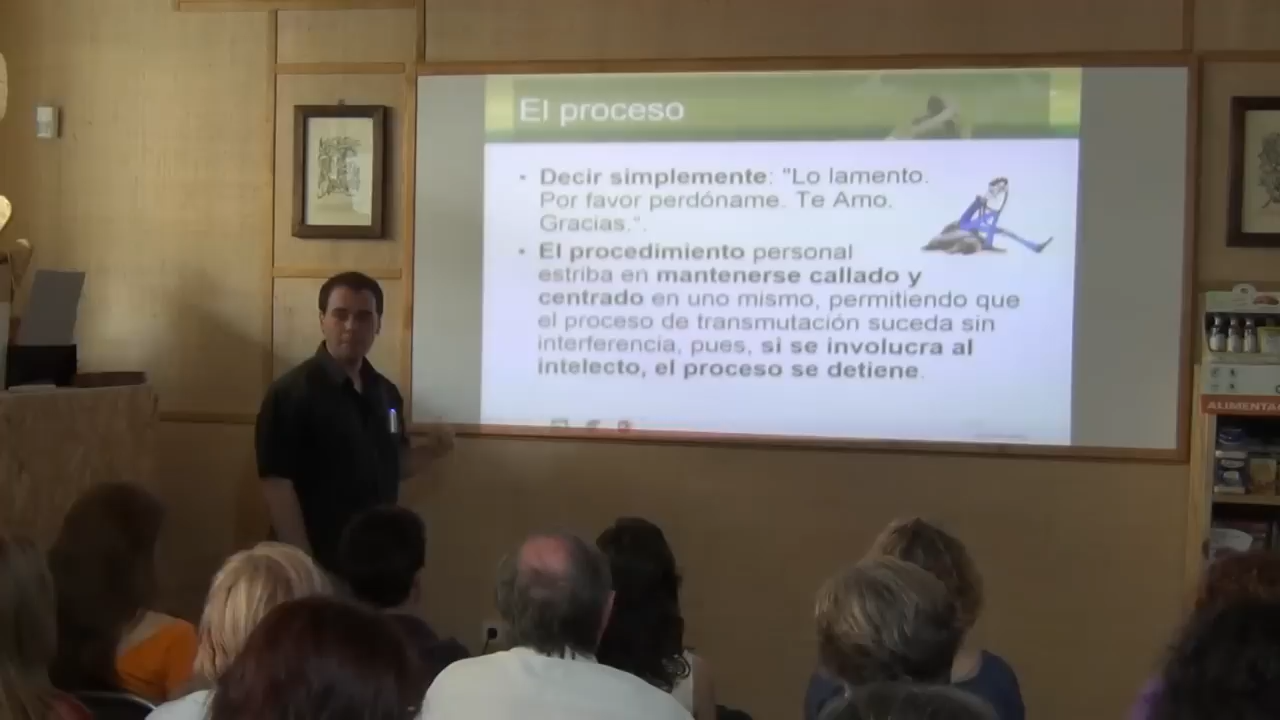 El proceso
• Decir simplemente: "Lo lamento.
Por favor perdóname. Te Amo.
Gracias.".
• El procedimiento personal
estriba en mantenerse callado y
centrado en uno mismo, permitiendo que
el proceso de transmutación suceda sin
interferencia, pues, si se involucra al
intelecto, el proceso se detiene.
ALIMENTA